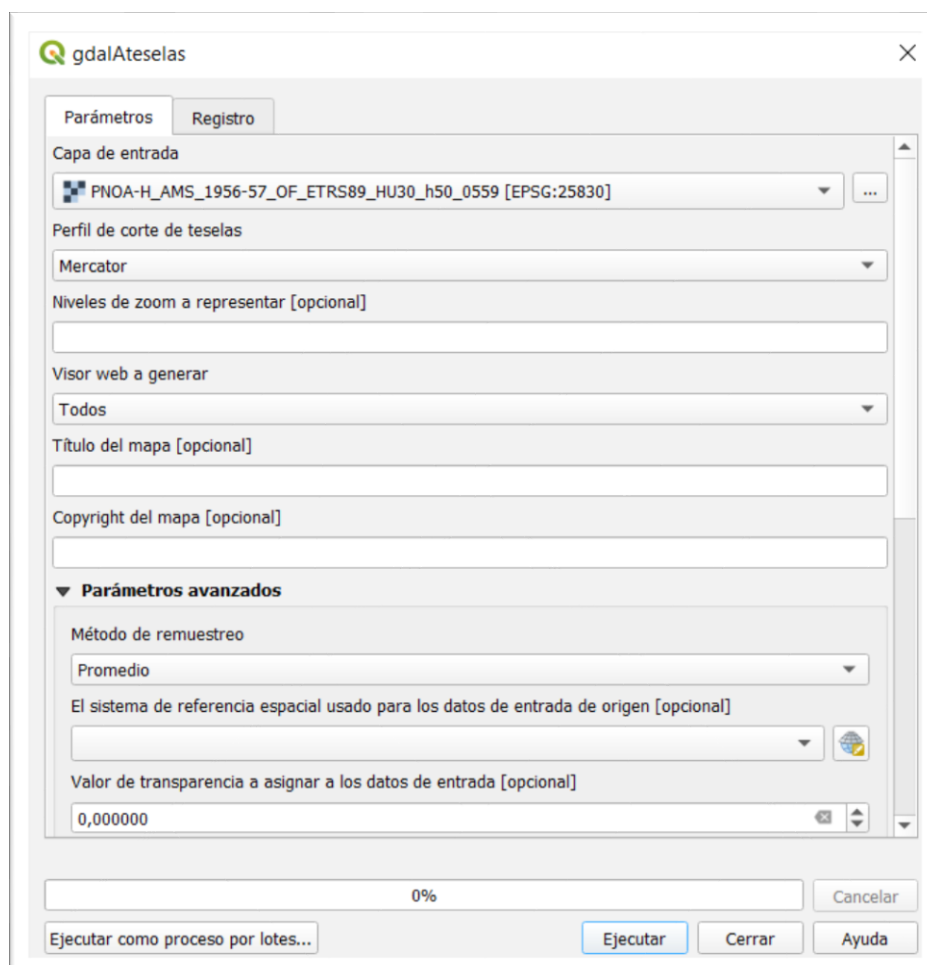 gdalAteselas
Parámetros
Registro
Capa de entrada
PNOA-H_AMS_1956-57_OF_ETRS89_HU30_h50_0559 [EPSG:25830]
...
Perfil de corte de teselas
Mercator
Niveles de zoom a representar [opcional]
Visor web a generar
Todos
Título del mapa [opcional]
Copyright del mapa [opcional]
Parámetros avanzados
Método de remuestreo
Promedio
El sistema de referencia espacial usado para los datos de entrada de origen [opcional]
Valor de transparencia a asignar a los datos de entrada [opcional]
0,000000
0%
Cancelar
Ejecutar como proceso por lotes...
Ejecutar
Cerrar
Ayuda